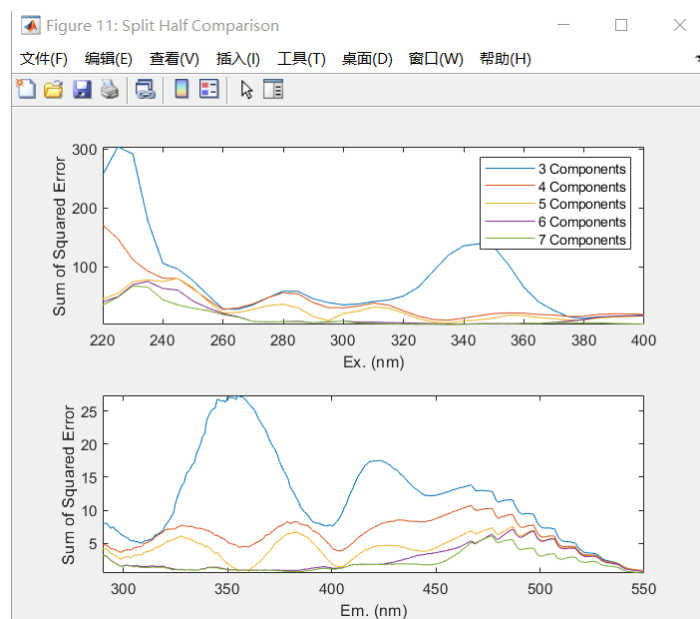 Figure 11: Split Half Comparison
文件(F) 编辑(E) 查看(V) 插入(I) 工具(T) 桌面(D) 窗口(W) 帮助(H)
300
200
100
Sum of Squared Error
3 Components
4 Components
5 Components
6 Components
7 Components
220 240 260 280 300 320 340 360 380 400
Ex. (nm)
25
20
15
10
5
Sum of Squared Error
300 350 400 450 500 550
Em. (nm)